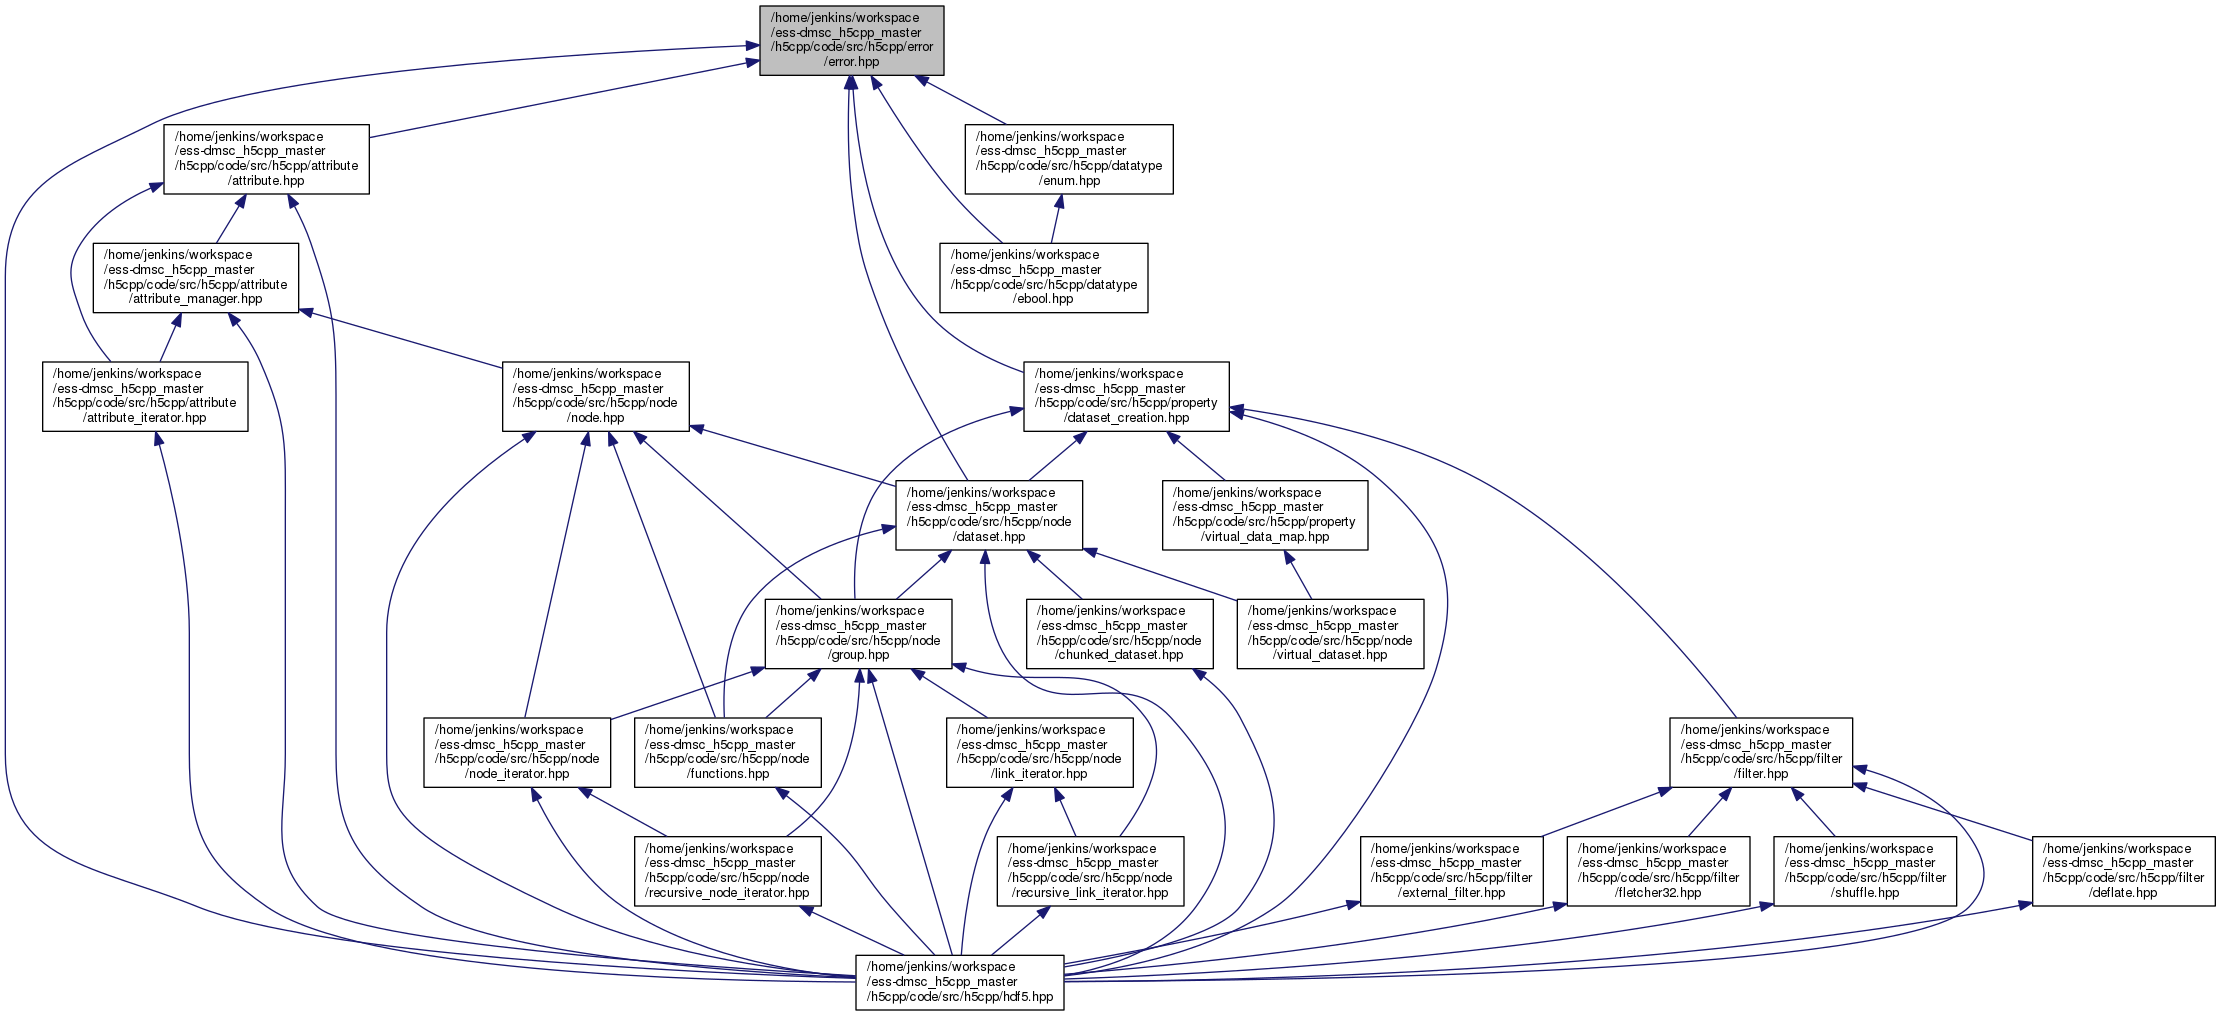 /home/jenkins/workspace
/ess-dmsc_h5cpp_master
/h5cpp/code/src/h5cpp/error
/error.hpp
/home/jenkins/workspace
/ess-dmsc_h5cpp_master
/h5cpp/code/src/h5cpp/attribute
/attribute.hpp
/home/jenkins/workspace
/ess-dmsc_h5cpp_master
/h5cpp/code/src/h5cpp/datatype
/enum.hpp
/home/jenkins/workspace
/ess-dmsc_h5cpp_master
/h5cpp/code/src/h5cpp/attribute
/attribute_manager.hpp
/home/jenkins/workspace
/ess-dmsc_h5cpp_master
/h5cpp/code/src/h5cpp/datatype
/ebool.hpp
/home/jenkins/workspace
/ess-dmsc_h5cpp_master
/h5cpp/code/src/h5cpp/attribute
/attribute_iterator.hpp
/home/jenkins/workspace
/ess-dmsc_h5cpp_master
/h5cpp/code/src/h5cpp/node
/node.hpp
/home/jenkins/workspace
/ess-dmsc_h5cpp_master
/h5cpp/code/src/h5cpp/property
/dataset_creation.hpp
/home/jenkins/workspace
/ess-dmsc_h5cpp_master
/h5cpp/code/src/h5cpp/node
/dataset.hpp
/home/jenkins/workspace
/ess-dmsc_h5cpp_master
/h5cpp/code/src/h5cpp/property
/virtual_data_map.hpp
/home/jenkins/workspace
/ess-dmsc_h5cpp_master
/h5cpp/code/src/h5cpp/node
/group.hpp
/home/jenkins/workspace
/ess-dmsc_h5cpp_master
/h5cpp/code/src/h5cpp/node
/chunked_dataset.hpp
/home/jenkins/workspace
/ess-dmsc_h5cpp_master
/h5cpp/code/src/h5cpp/node
/virtual_dataset.hpp
/home/jenkins/workspace
/ess-dmsc_h5cpp_master
/h5cpp/code/src/h5cpp/node
/node_iterator.hpp
/home/jenkins/workspace
/ess-dmsc_h5cpp_master
/h5cpp/code/src/h5cpp/node
/functions.hpp
/home/jenkins/workspace
/ess-dmsc_h5cpp_master
/h5cpp/code/src/h5cpp/node
/link_iterator.hpp
/home/jenkins/workspace
/ess-dmsc_h5cpp_master
/h5cpp/code/src/h5cpp/filter
/filter.hpp
/home/jenkins/workspace
/ess-dmsc_h5cpp_master
/h5cpp/code/src/h5cpp/node
/recursive_node_iterator.hpp
/home/jenkins/workspace
/ess-dmsc_h5cpp_master
/h5cpp/code/src/h5cpp/node
/recursive_link_iterator.hpp
/home/jenkins/workspace
/ess-dmsc_h5cpp_master
/h5cpp/code/src/h5cpp/filter
/external_filter.hpp
/home/jenkins/workspace
/ess-dmsc_h5cpp_master
/h5cpp/code/src/h5cpp/filter
/fletcher32.hpp
/home/jenkins/workspace
/ess-dmsc_h5cpp_master
/h5cpp/code/src/h5cpp/filter
/shuffle.hpp
/home/jenkins/workspace
/ess-dmsc_h5cpp_master
/h5cpp/code/src/h5cpp/filter
/deflate.hpp
/home/jenkins/workspace
/ess-dmsc_h5cpp_master
/h5cpp/code/src/h5cpp/hdf5.hpp